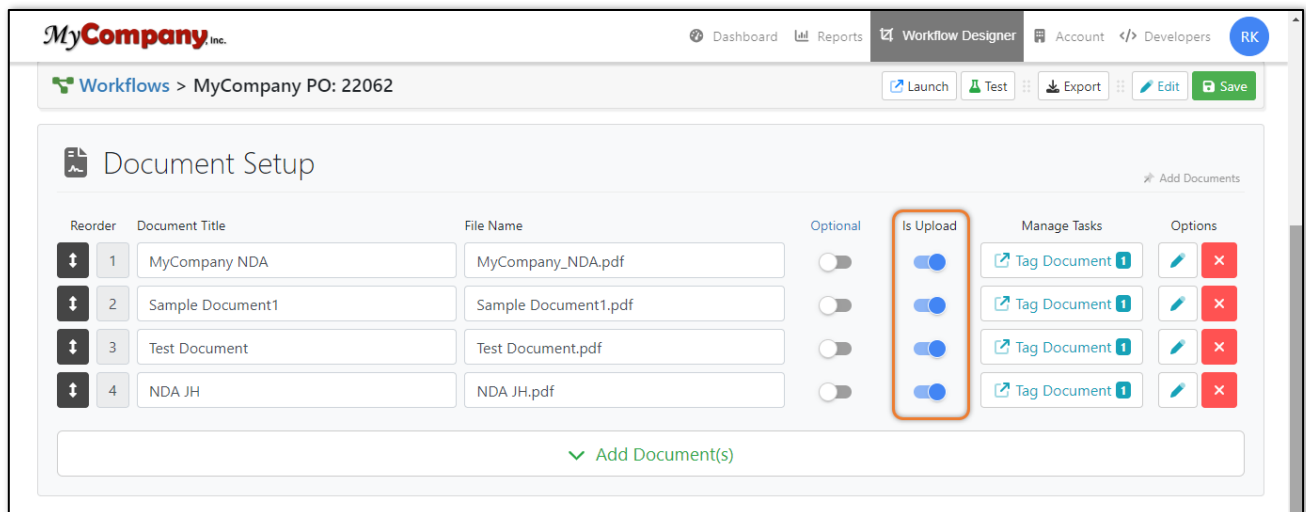 MyCompany, Inc.
Dashboard Reports Workflow Designer Account </> Developers RK
Workflows > MyCompany PO: 22062
Launch Test Export Edit Save
Document Setup
Add Documents
Reorder Document Title File Name Optional Is Upload Manage Tasks Options
1 MyCompany NDA MyCompany_NDA.pdf Tag Document 1
2 Sample Document1 Sample Document1.pdf Tag Document 1
3 Test Document Test Document.pdf Tag Document 1
4 NDA JH NDA JH.pdf Tag Document 1
Add Document(s)